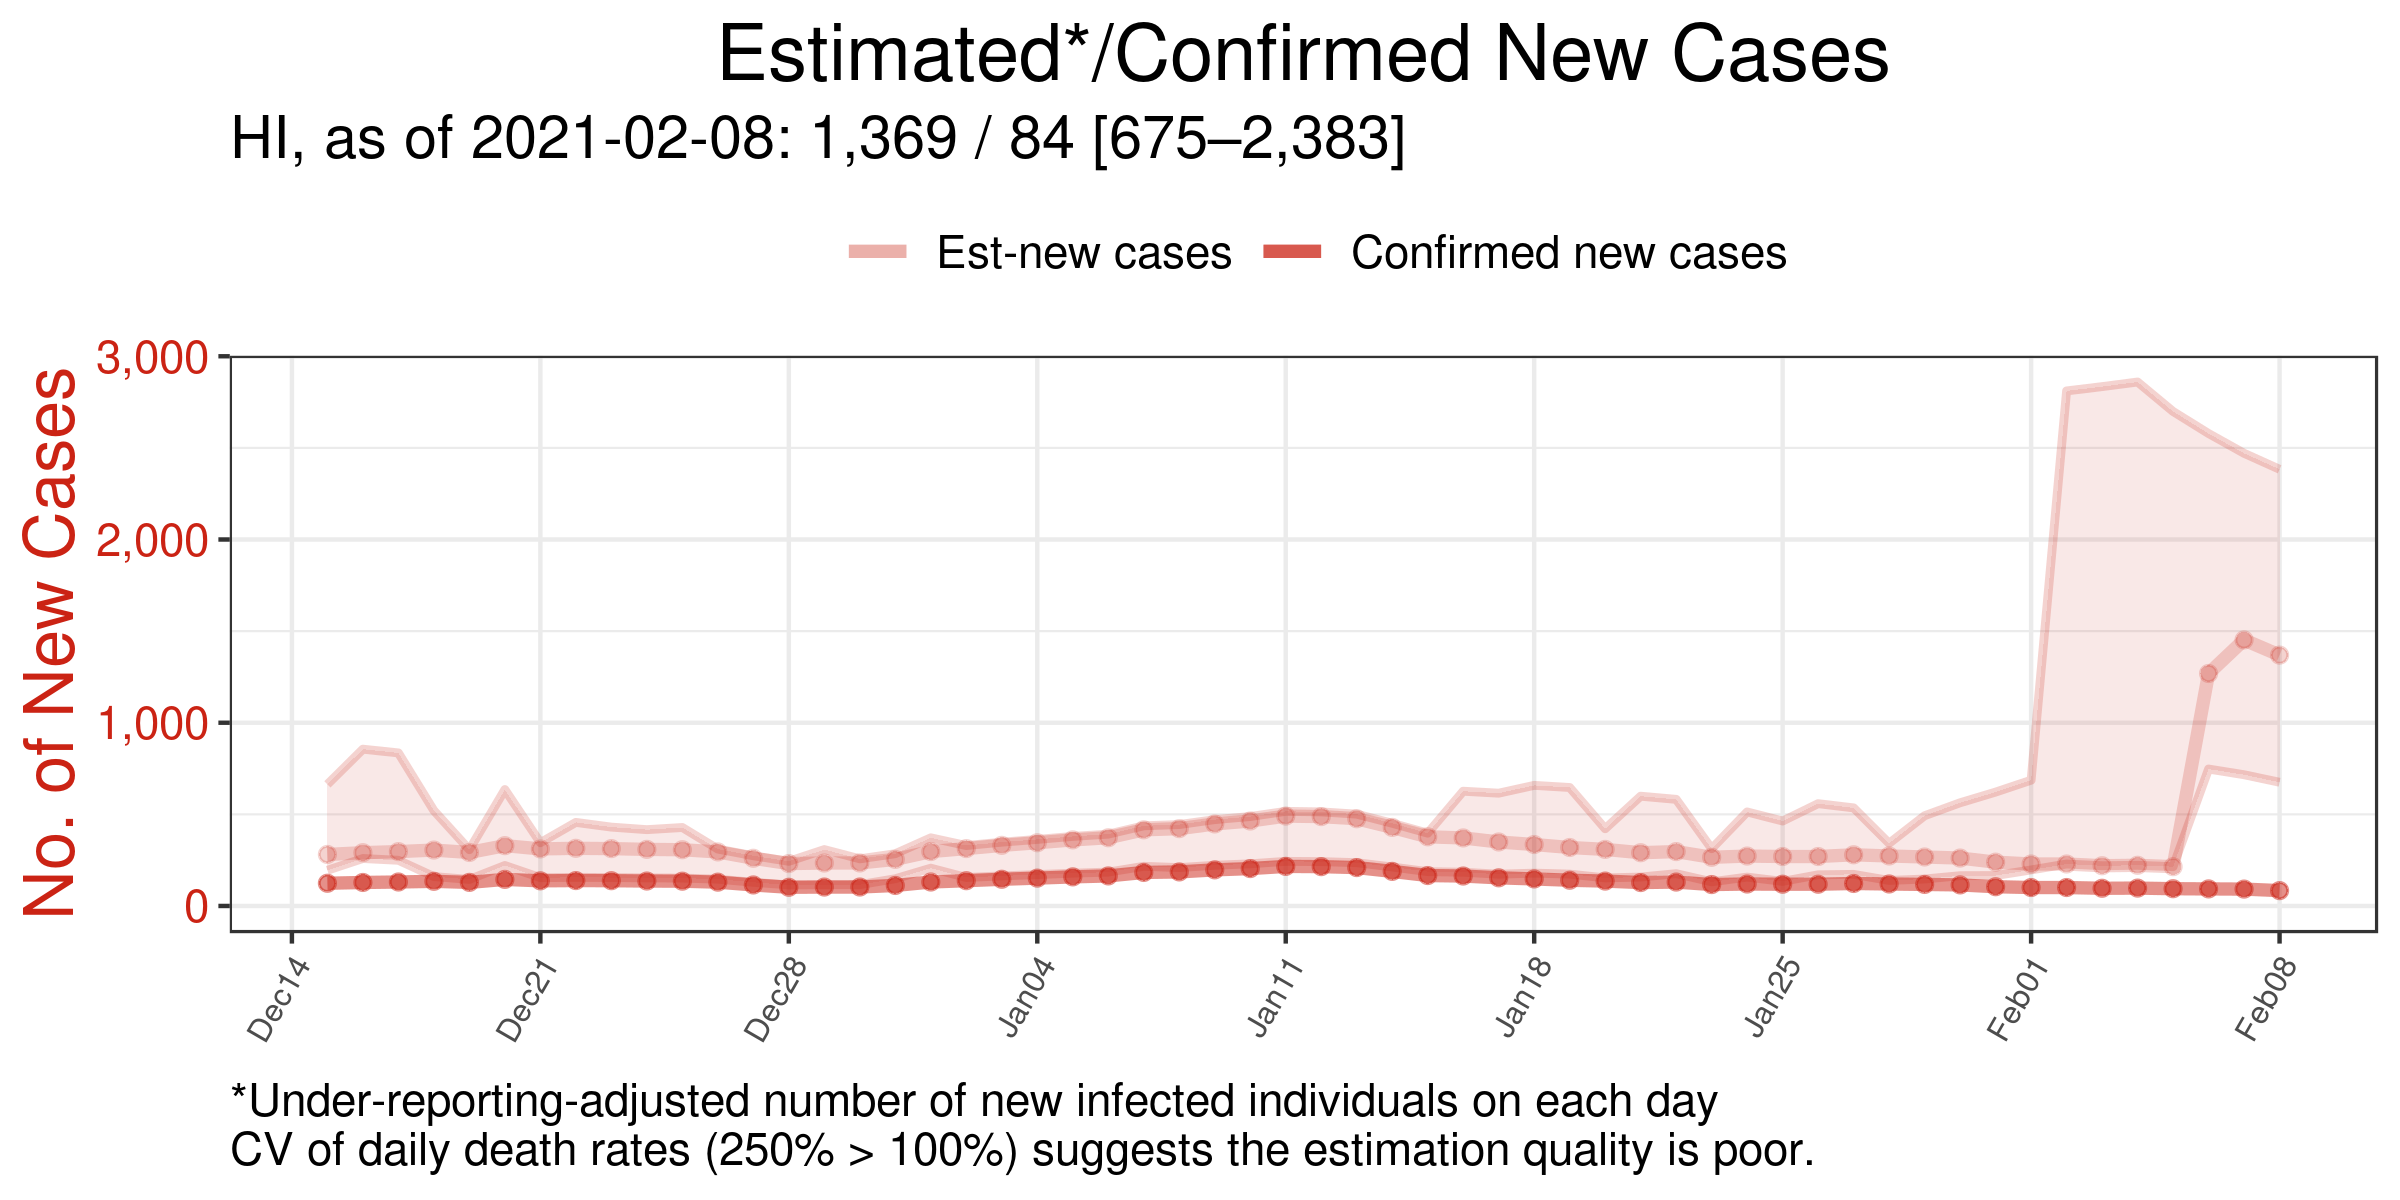 Estimated*/Confirmed New Cases
HI, as of 2021-02-08: 1,369 / 84 [675–2,383]
Est-new cases
Confirmed new cases
No. of New Cases
3,000
2,000
1,000
0
Dec14
Dec21
Dec28
Jan04
Jan11
Jan18
Jan25
Feb01
Feb08
*Under-reporting-adjusted number of new infected individuals on each day
CV of daily death rates (250% > 100%) suggests the estimation quality is poor.